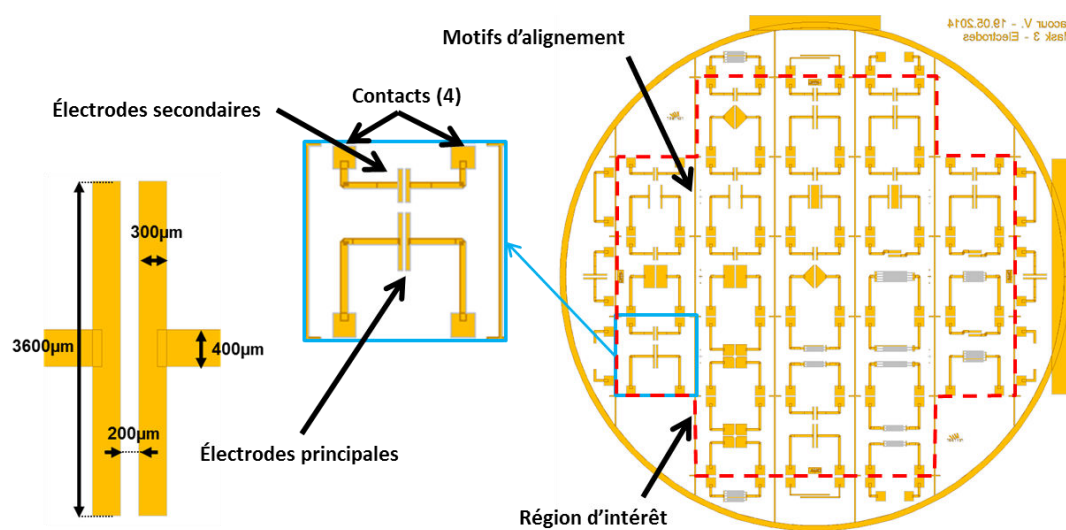 Motifs d'alignement
acour V. - 19.05.2014
Mask 3 - Electrodes
Électrodes secondaires
Contacts (4)
300µm
3600µm
400µm
200µm
Électrodes principales
Région d'intérêt